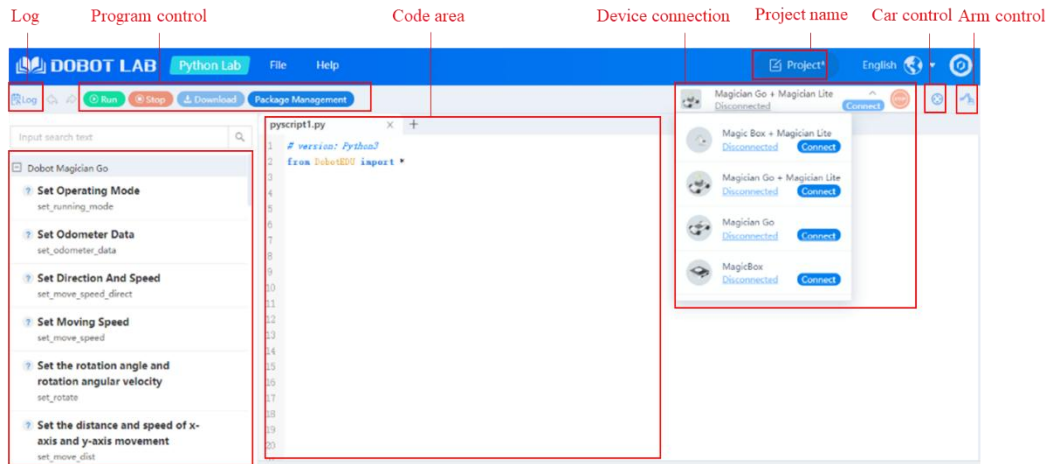 Log
Program control
Code area
Device connection
Project name
Car control
Arm control
DOBOT LAB
Python Lab
File
Help
Project*
English
Log
Run
Stop
Download
Package Management
Magician Go + Magician Lite
Disconnected
Connect
Input search text
Dobot Magician Go
? Set Operating Mode
set_running_mode
? Set Odometer Data
set_odometer_data
? Set Direction And Speed
set_move_speed_direct
? Set Moving Speed
set_move_speed
? Set the rotation angle and
rotation angular velocity
set_rotate
? Set the distance and speed of x-
axis and y-axis movement
set_move_dist
pyscript1.py × +
1 # version: Python3
2 from DobotEDU import *
3
4
5
6
7
8
9
10
11
12
13
14
15
16
17
18
19
20
Magic Box + Magician Lite
Disconnected
Connect
Magician Go + Magician Lite
Disconnected
Connect
Magician Go
Disconnected
Connect
MagicBox
Disconnected
Connect